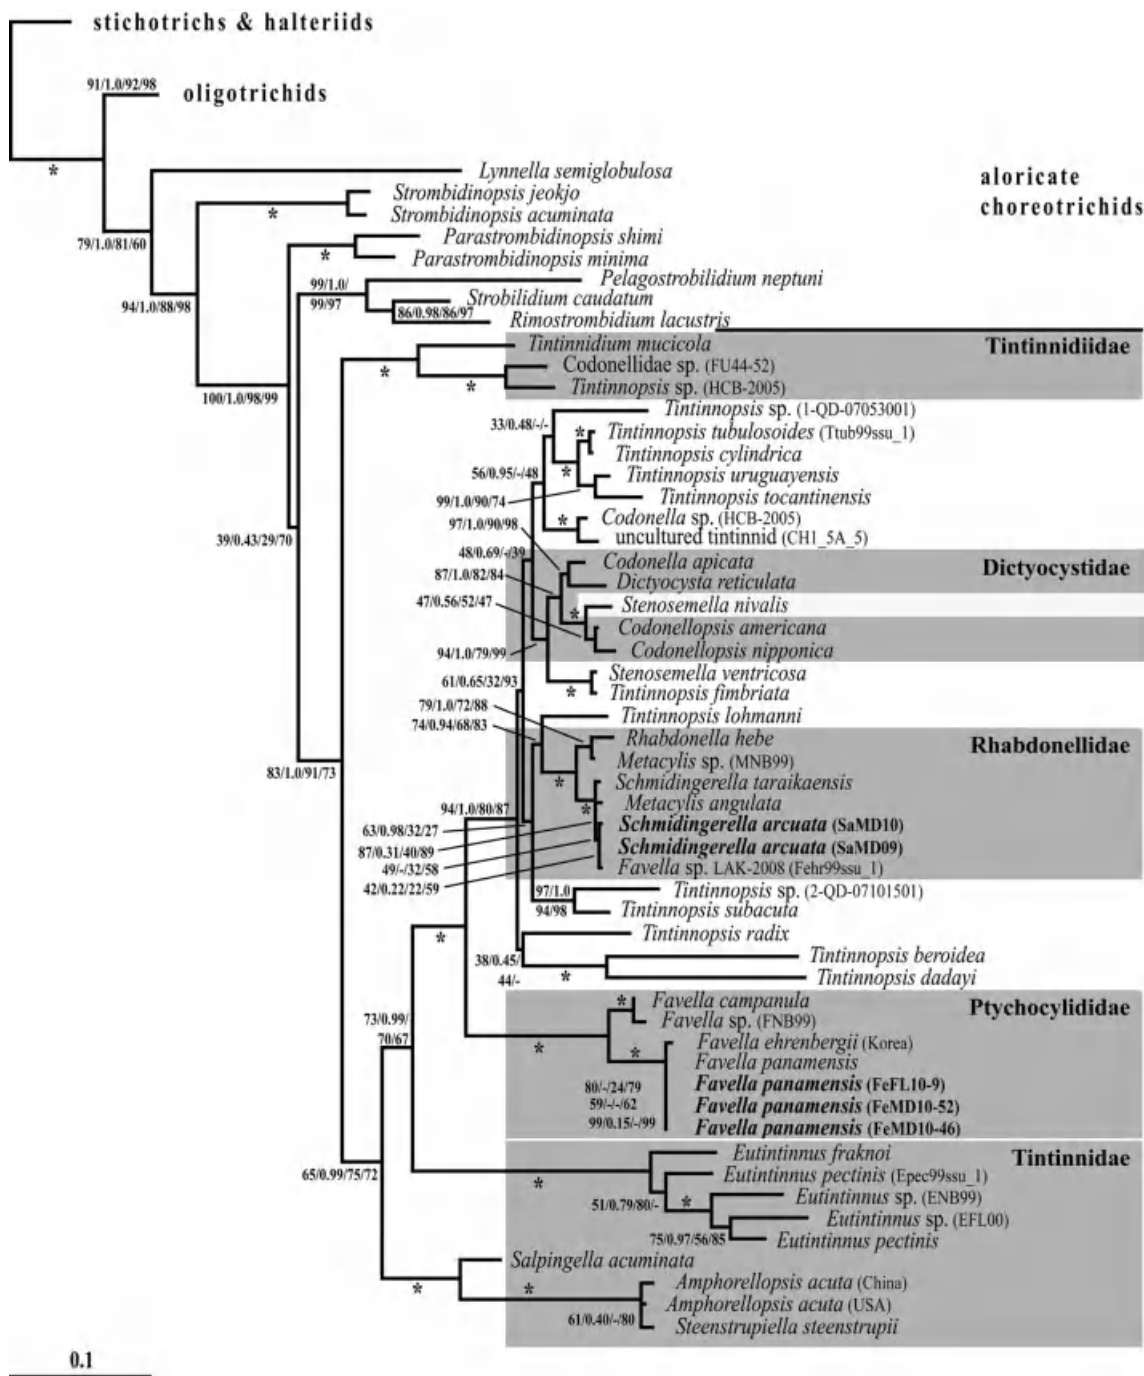 stichotrichs & halteriids
91/1.0/92/98
oligotrichids
*
Lynnella semiglobulosa
aloricate
choreotrichids
Strombidinopsis jeokjo
*
Strombidinopsis acuminata
79/1.0/81/60
Parastrombidinopsis shimi
*
Parastrombidinopsis minima
Pelagostrobilidium neptuni
99/1.0/
99/97
94/1.0/88/98
Strobilidium caudatum
86/0.98/86/97
Rimostrombidium lacustris
Tintinnidium mucicola
Tintinnidiidae
*
Codonellidae sp. (FU44-52)
*
Tintinnopsis sp. (HCB-2005)
100/1.0/98/99
Tintinnopsis sp. (1-QD-07053001)
33/0.48/-/-
*
Tintinnopsis tubulosoides (Ttub99ssu_1)
Tintinnopsis cylindrica
56/0.95/-/48
*
Tintinnopsis uruguayensis
99/1.0/90/74
Tintinnopsis tocantinensis
97/1.0/90/98
*
Codonella sp. (HCB-2005)
39/0.43/29/70
uncultured tintinnid (CH1_5A_5)
48/0.69/-/39
Codonella apicata
Dictyocystidae
87/1.0/82/84
Dictyocysta reticulata
47/0.56/52/47
*
Stenosemella nivalis
Codonellopsis americana
94/1.0/79/99
Codonellopsis nipponica
61/0.65/32/93
Stenosemella ventricosa
*
Tintinnopsis fimbriata
79/1.0/72/88
74/0.94/68/83
Tintinnopsis lohmanni
Rhabdonella hebe
Rhabdonellidae
Metacylis sp. (MNB99)
83/1.0/91/73
*
Schmidingerella taraikaensis
94/1.0/80/87
*
Metacylis angulata
63/0.98/32/27
Schmidingerella arcuata (SaMD10)
87/0.31/40/89
Schmidingerella arcuata (SaMD09)
49/-/32/58
Favella sp. LAK-2008 (Fehr99ssu_1)
42/0.22/22/59
97/1.0
94/98
Tintinnopsis sp. (2-QD-07101501)
Tintinnopsis subacuta
*
Tintinnopsis radix
38/0.45/
44/-
*
Tintinnopsis beroidea
Tintinnopsis dadayi
*
Favella campanula
Ptychocylididae
Favella sp. (FNB99)
73/0.99/
70/67
*
*
Favella ehrenbergii (Korea)
Favella panamensis
80/-/24/79
Favella panamensis (FeFL10-9)
59/-/-/62
Favella panamensis (FeMD10-52)
99/0.15/-/99
Favella panamensis (FeMD10-46)
Eutintinnus fraknoi
Tintinnidae
65/0.99/75/72
*
Eutintinnus pectinis (Epec99ssu_1)
51/0.79/80/-
*
Eutintinnus sp. (ENB99)
Eutintinnus sp. (EFL00)
75/0.97/56/85
Eutintinnus pectinis
Salpingella acuminata
*
*
Amphorellopsis acuta (China)
Amphorellopsis acuta (USA)
61/0.40/-/80
Steenstrupiella steenstrupii
0.1